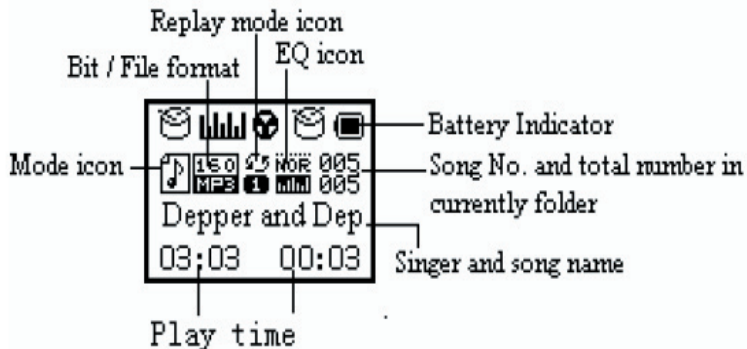 Replay mode icon
EQ icon
Bit / File format
Battery Indicator
Mode icon
160 NOR 005
MP3 1 005
Song No. and total number in
currently folder
Depper and Dep
03:03 00:03
Singer and song name
Play time